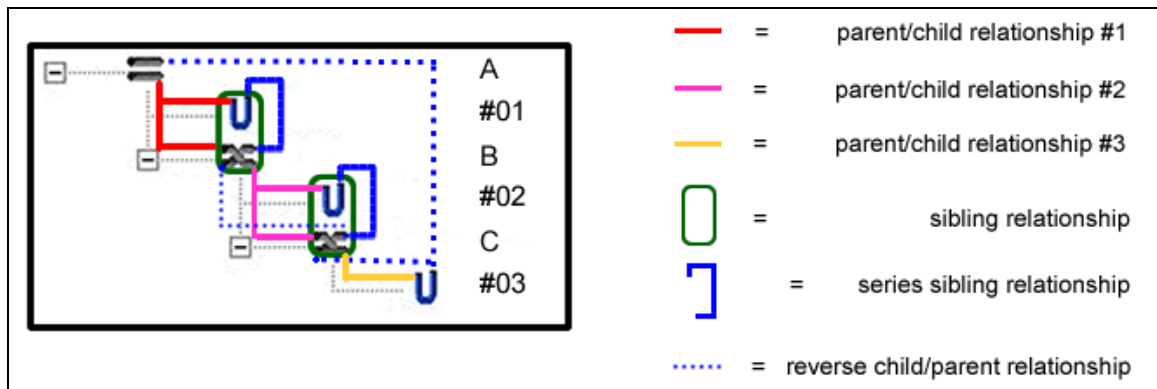 A
#01
B
#02
C
#03
= parent/child relationship #1
= parent/child relationship #2
= parent/child relationship #3
= sibling relationship
= series sibling relationship
= reverse child/parent relationship